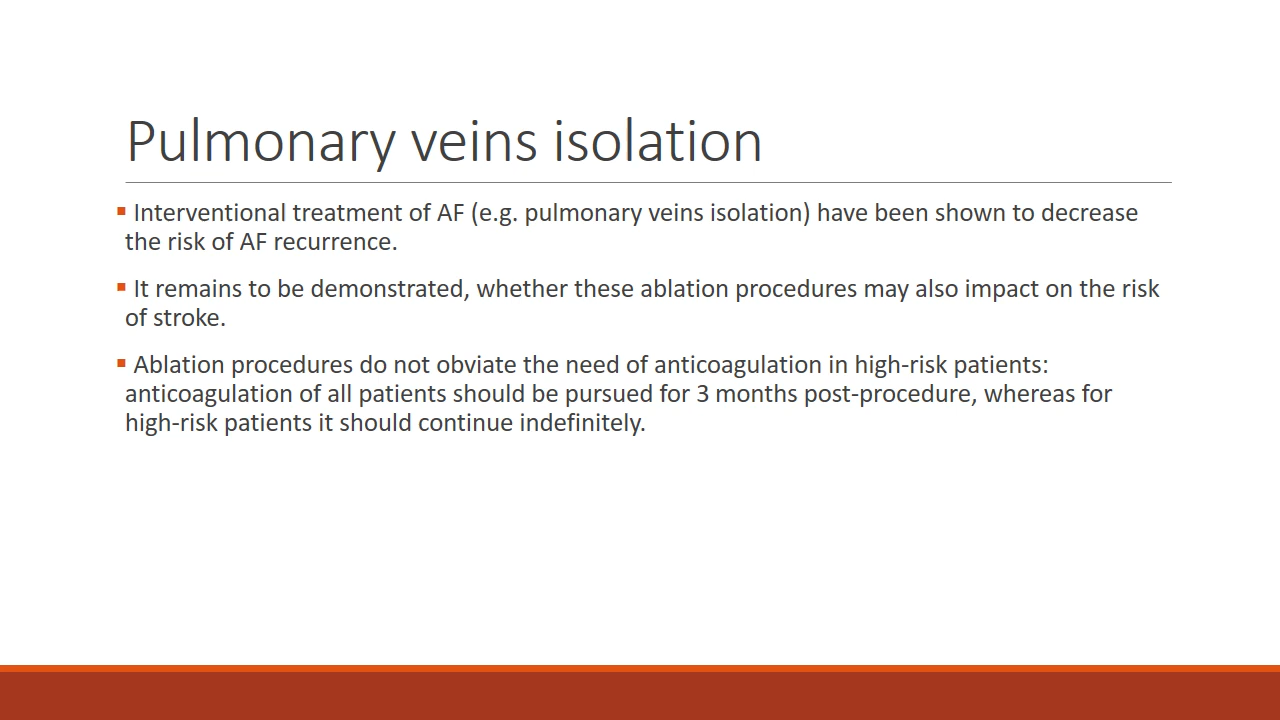 Pulmonary veins isolation
▪ Interventional treatment of AF (e.g. pulmonary veins isolation) have been shown to decrease
the risk of AF recurrence.
▪ It remains to be demonstrated, whether these ablation procedures may also impact on the risk
of stroke.
▪ Ablation procedures do not obviate the need of anticoagulation in high-risk patients:
anticoagulation of all patients should be pursued for 3 months post-procedure, whereas for
high-risk patients it should continue indefinitely.